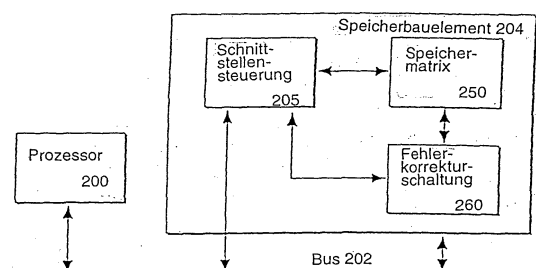 Speicherbauelement 204
Schnitt-
stellen-
steuerung
205
Speicher-
matrix
250
Prozessor
200
Fehler-
korrektur-
schaltung
260
Bus 202